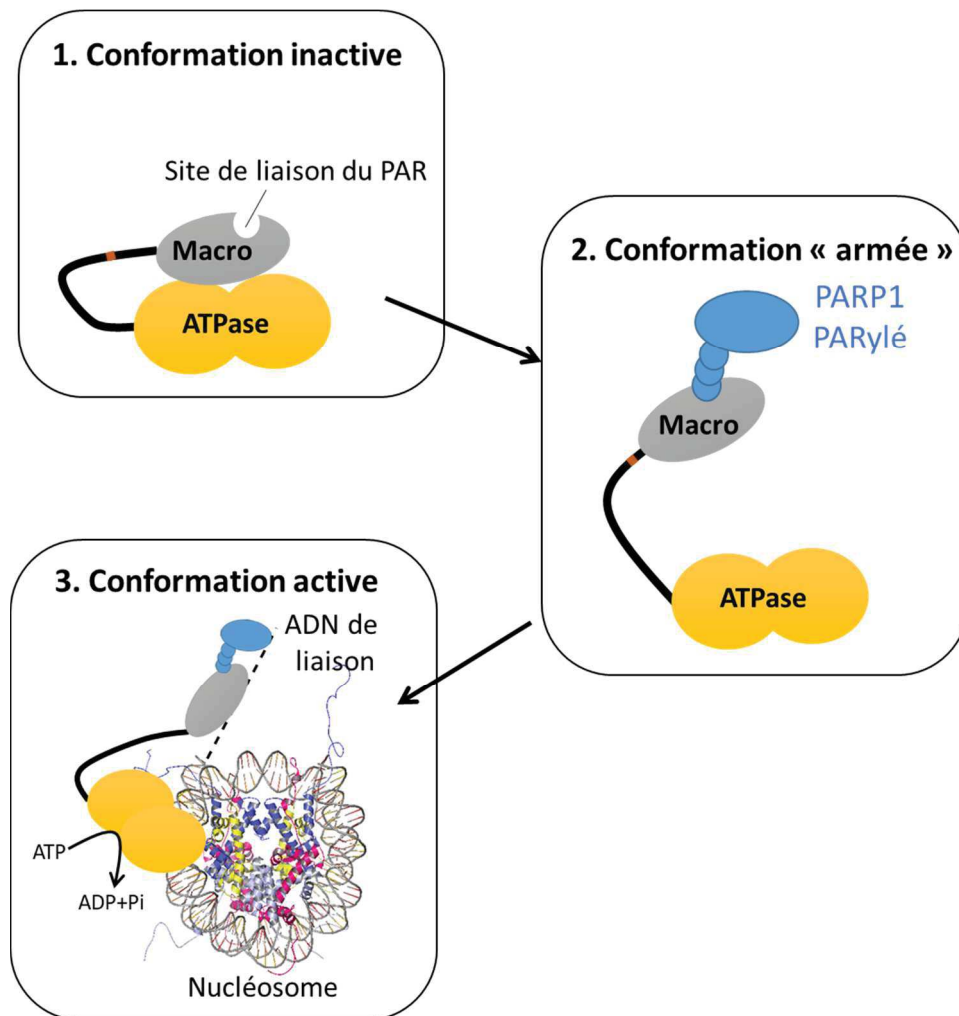 1. Conformation inactive
Site de liaison du PAR
Macro
ATPase
2. Conformation « armée »
PARP1
PARylé
Macro
ATPase
3. Conformation active
ADN de
liaison
ATP
ADP+Pi
Nucléosome